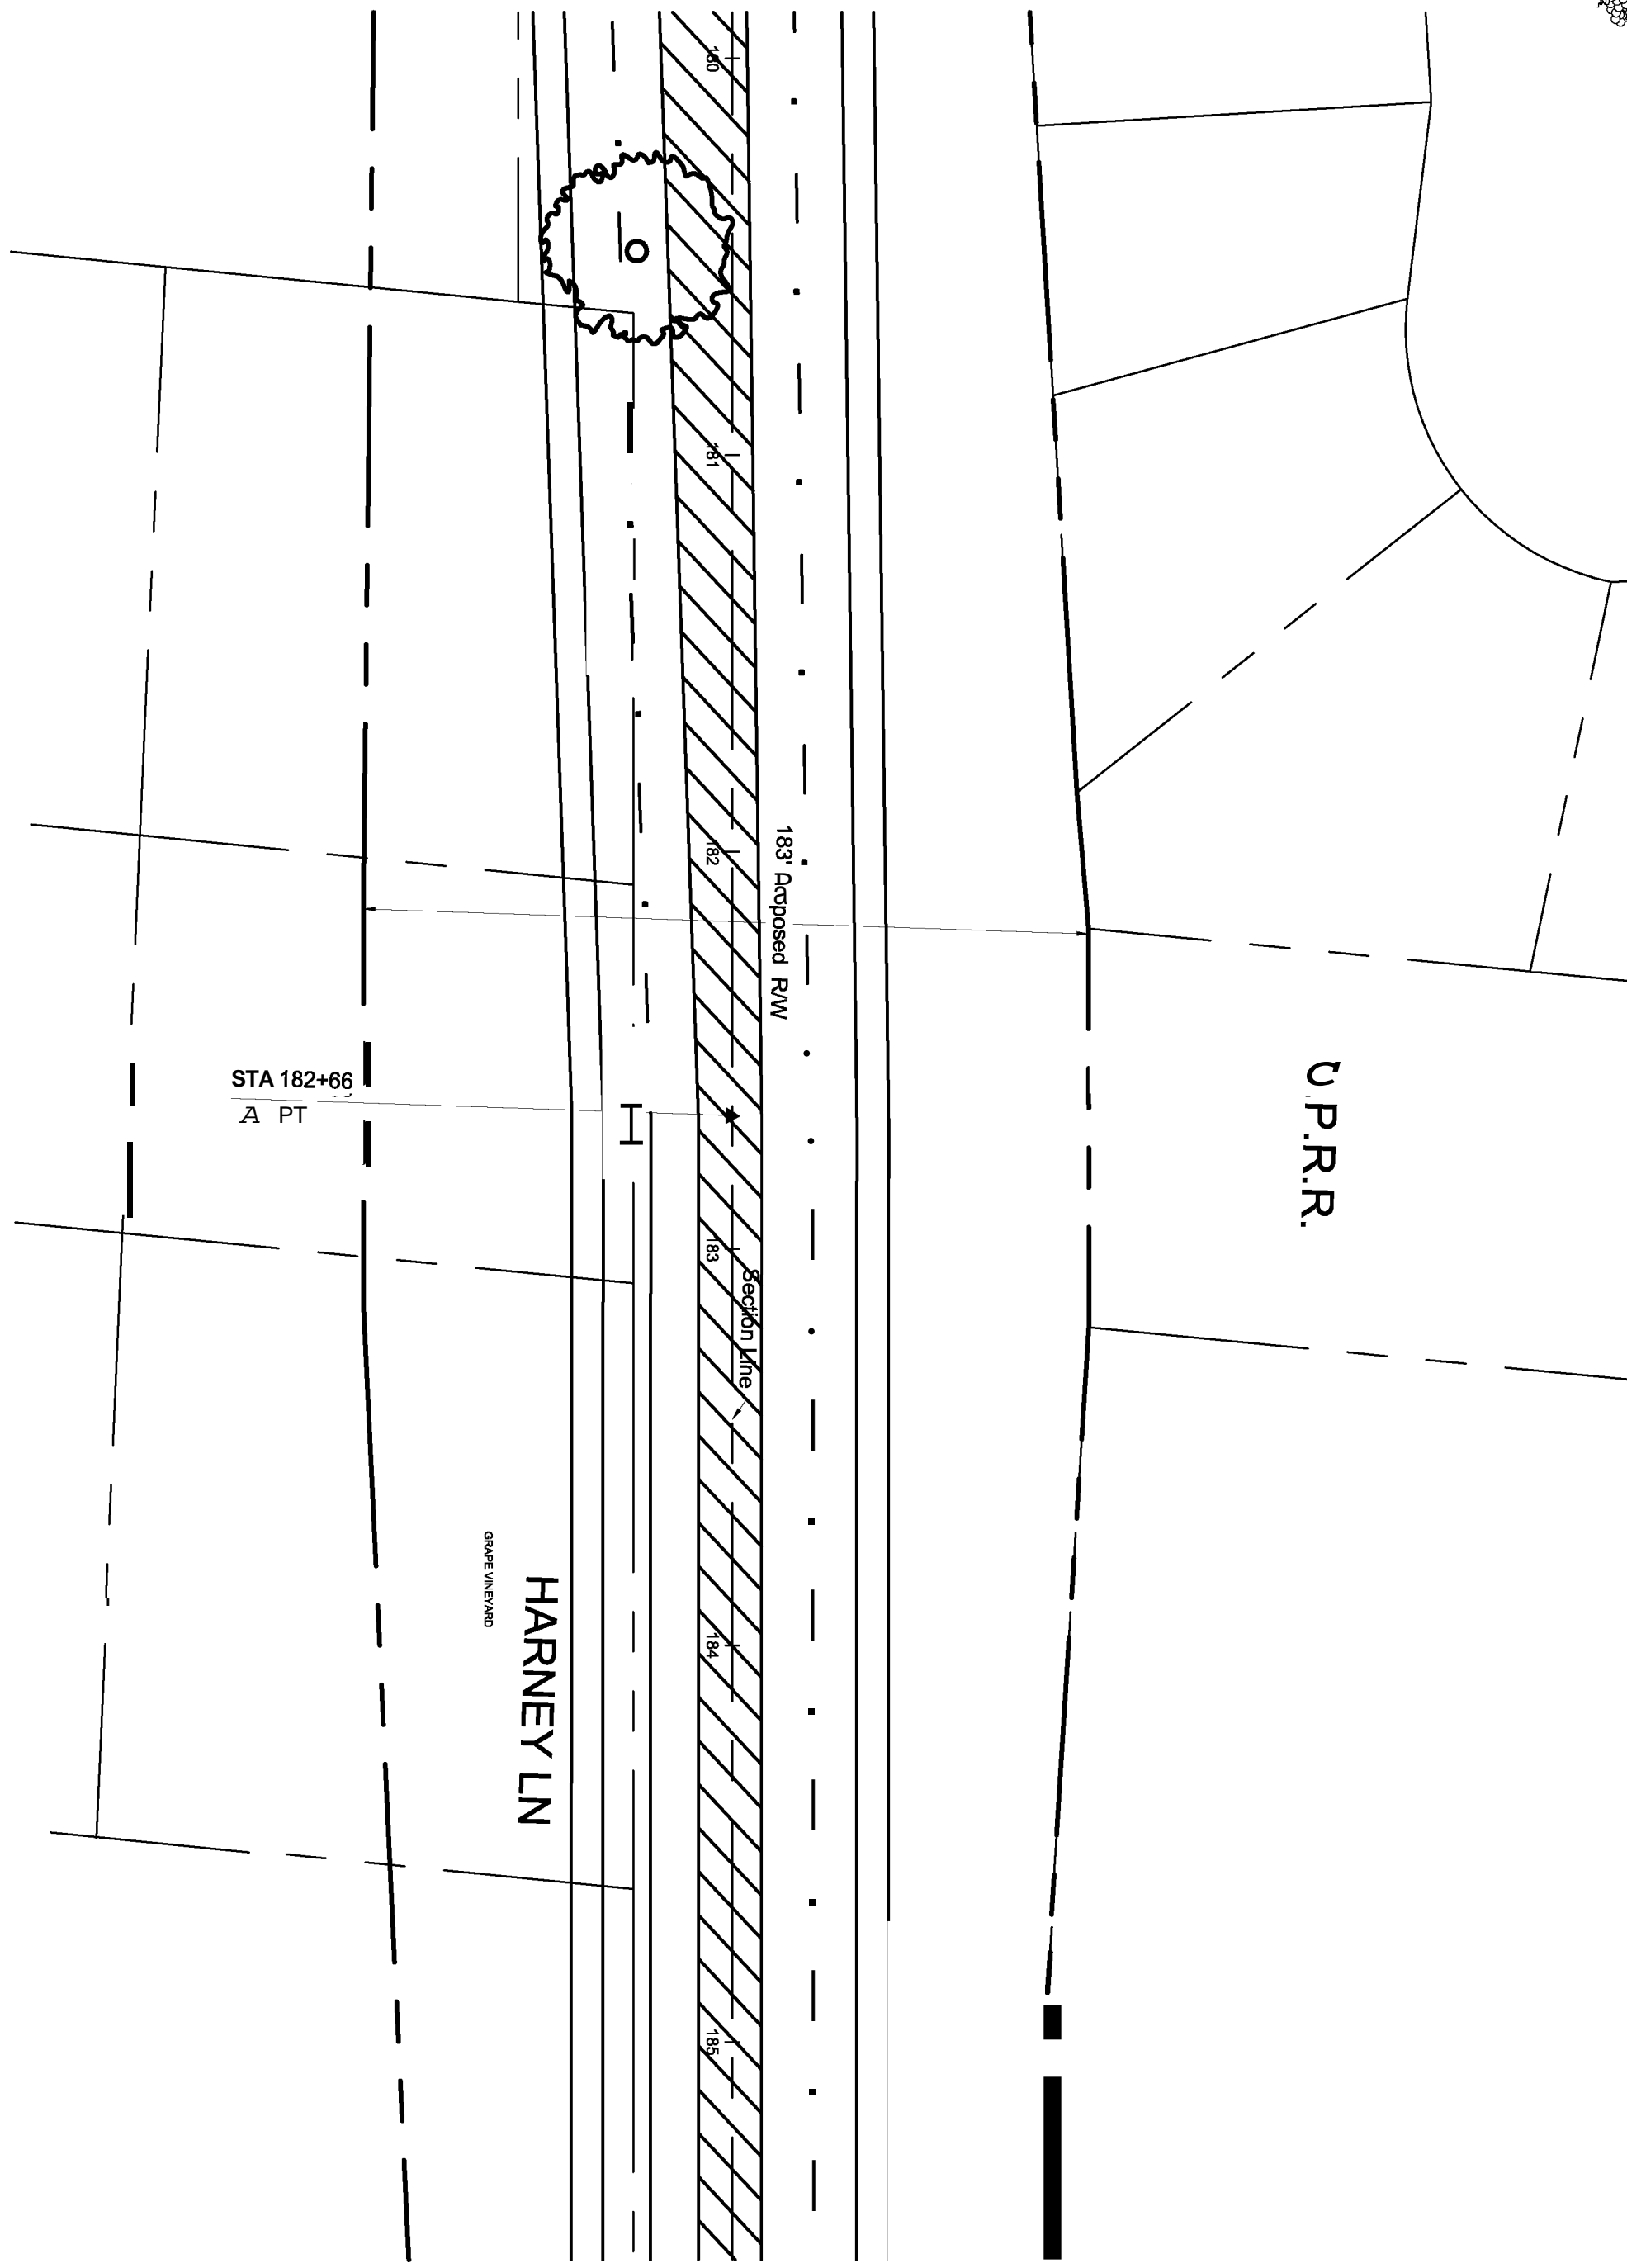 180
181
182
183' Proposed R/W
STA 182+66
A PT
C.P.R.R.
183
Section Line
GRAPE VINEYARD
HARNEY LN
184
185